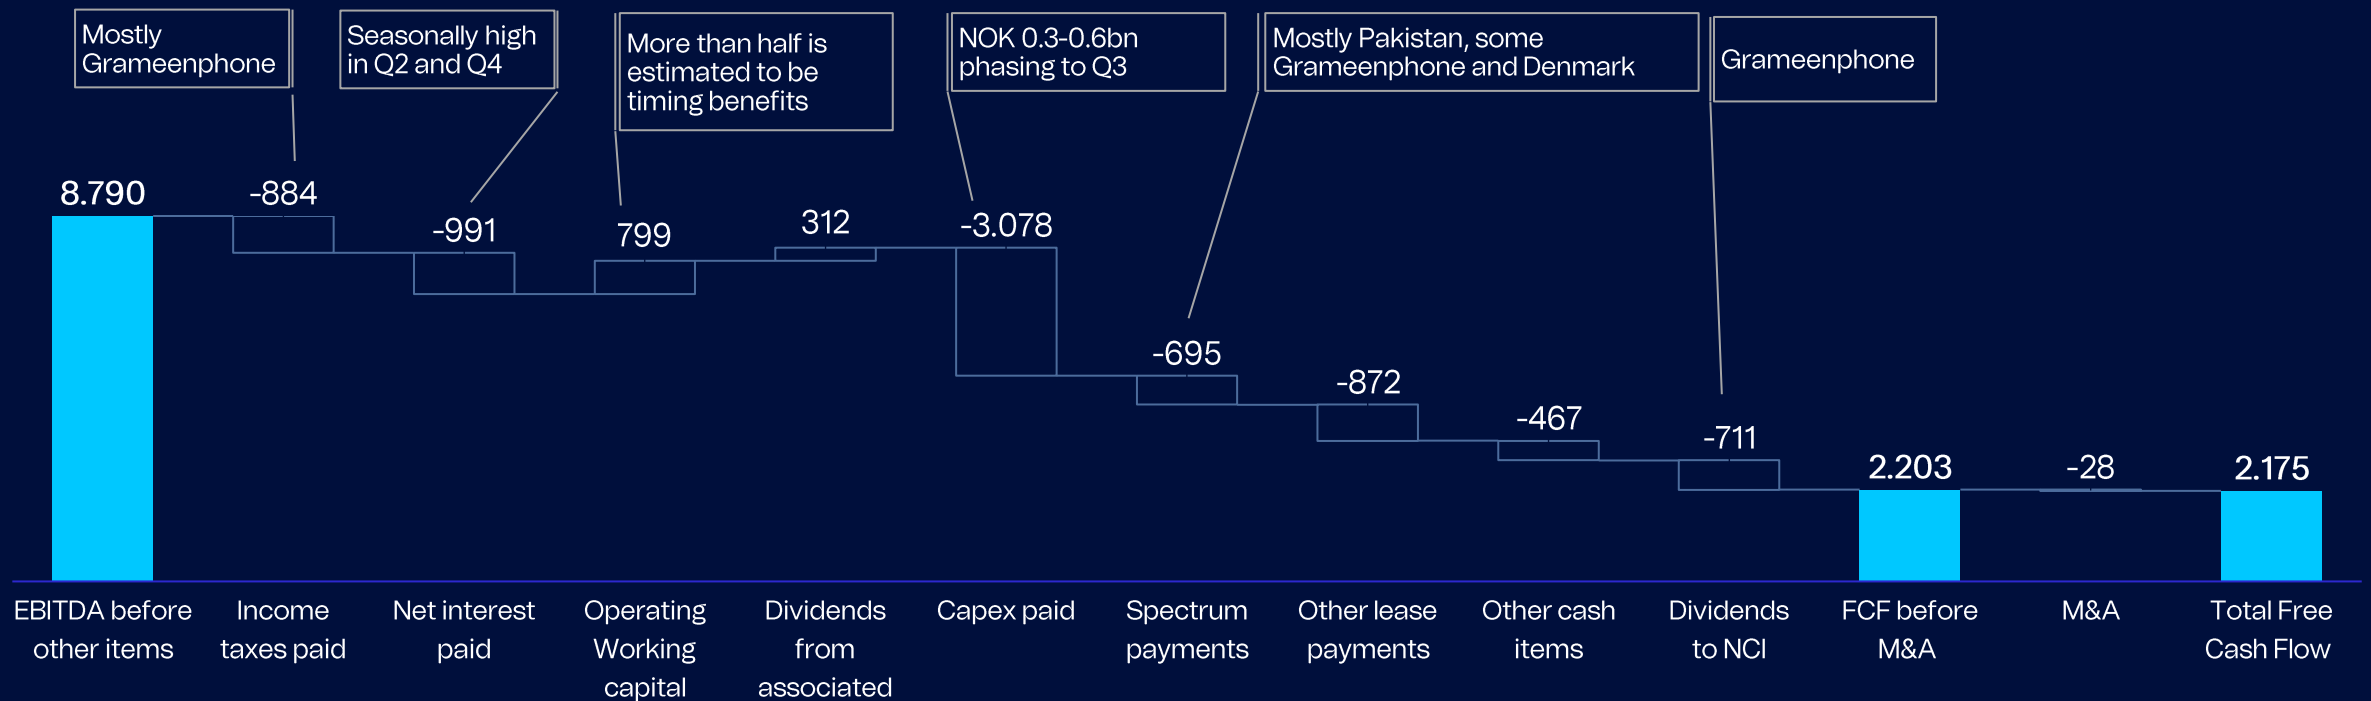 Mostly
Grameenphone
Seasonally high
in Q2 and Q4
More than half is
estimated to be
timing benefits
NOK 0.3-0.6bn
phasing to Q3
Mostly Pakistan, some
Grameenphone and Denmark
Grameenphone
8.790
-884
-991
799
312
-3.078
-695
-872
-467
-711
2.203
-28
2.175
EBITDA before
other items
Income
taxes paid
Net interest
paid
Operating
Working
capital
Dividends
from
associated
Capex paid
Spectrum
payments
Other lease
payments
Other cash
items
Dividends
to NCI
FCF before
M&A
M&A
Total Free
Cash Flow